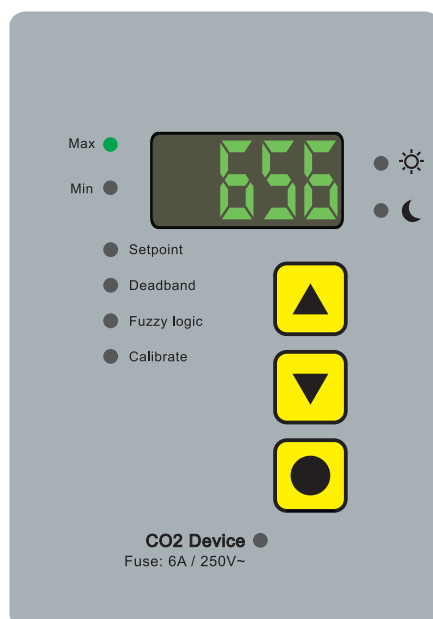 Max
656
Min
Setpoint
Deadband
Fuzzy logic
Calibrate
CO2 Device
Fuse: 6A / 250V~